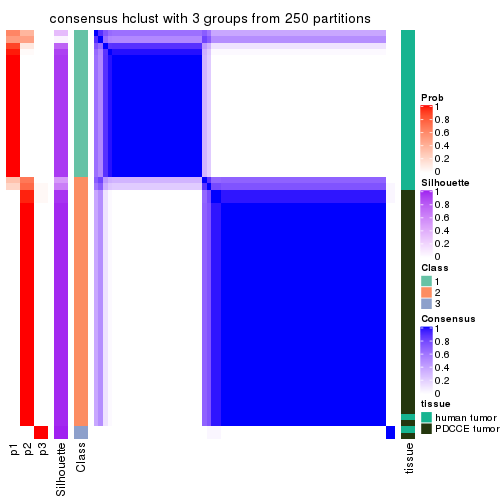 consensus hclust with 3 groups from 250 partitions
Prob
1
0.8
0.6
0.4
0.2
0
Silhouette
1
0.8
0.6
0.4
0.2
0
Class
1
2
3
Consensus
1
0.8
0.6
0.4
0.2
0
tissue
human tumor
PDCCE tumor
p1
p2
p3
Silhouette
Class
tissue